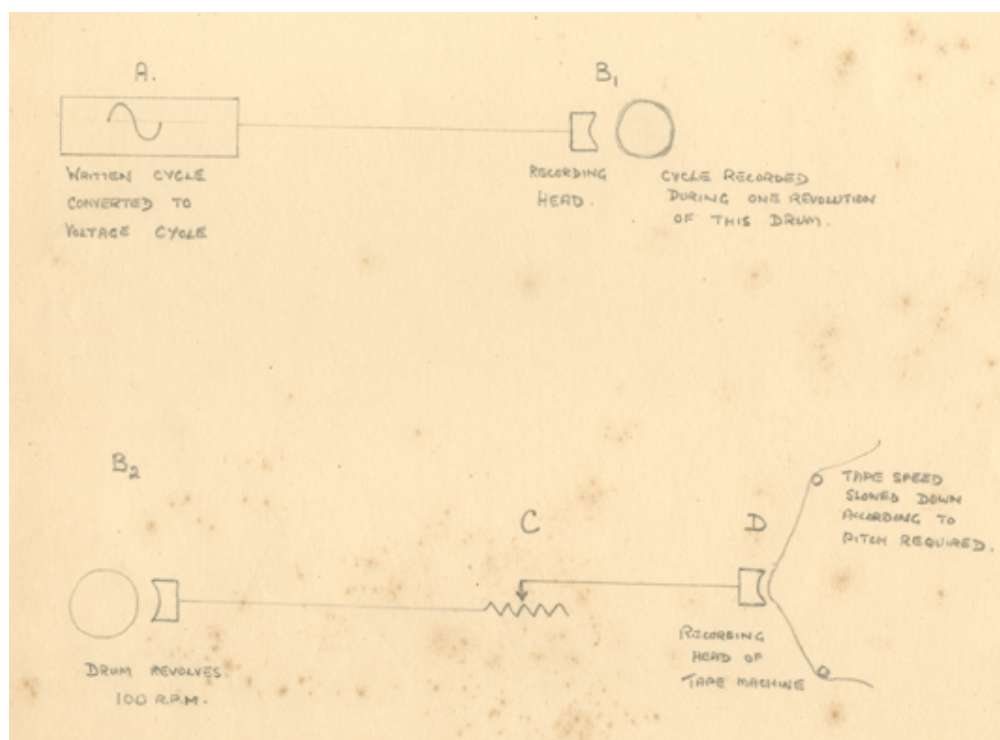 A.
B1
WRITTEN CYCLE
CONVERTED TO
VOLTAGE CYCLE
RECORDING
HEAD.
CYCLE RECORDED
DURING ONE REVOLUTION
OF THIS DRUM.
B2
C
D
TAPE SPEED
SLOWED DOWN
ACCORDING TO
PITCH REQUIRED.
DRUM REVOLVES
100 R.P.M.
RECORDING
HEAD OF
TAPE MACHINE